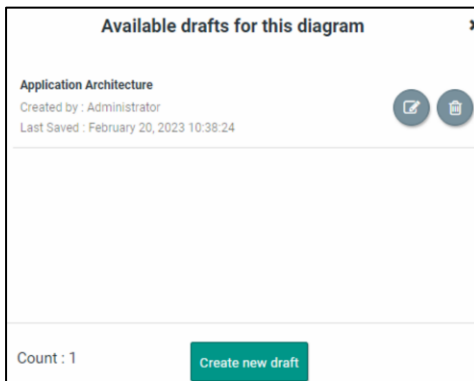 Available drafts for this diagram
Application Architecture
Created by : Administrator
Last Saved : February 20, 2023 10:38:24
Count : 1
Create new draft